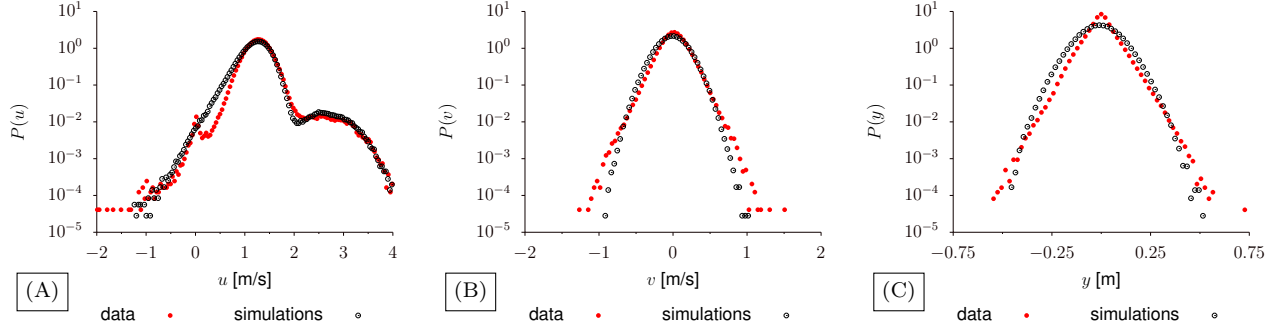 10^1
10^0
10^−1
10^−2
10^−3
10^−4
10^−5
P(u)
−2 −1 0 1 2 3 4
u [m/s]
(A)
data simulations
10^1
10^0
10^−1
10^−2
10^−3
10^−4
10^−5
P(v)
−2 −1 0 1 2
v [m/s]
(B)
data simulations
10^1
10^0
10^−1
10^−2
10^−3
10^−4
10^−5
P(y)
−0.75 −0.25 0.25 0.75
y [m]
(C)
data simulations